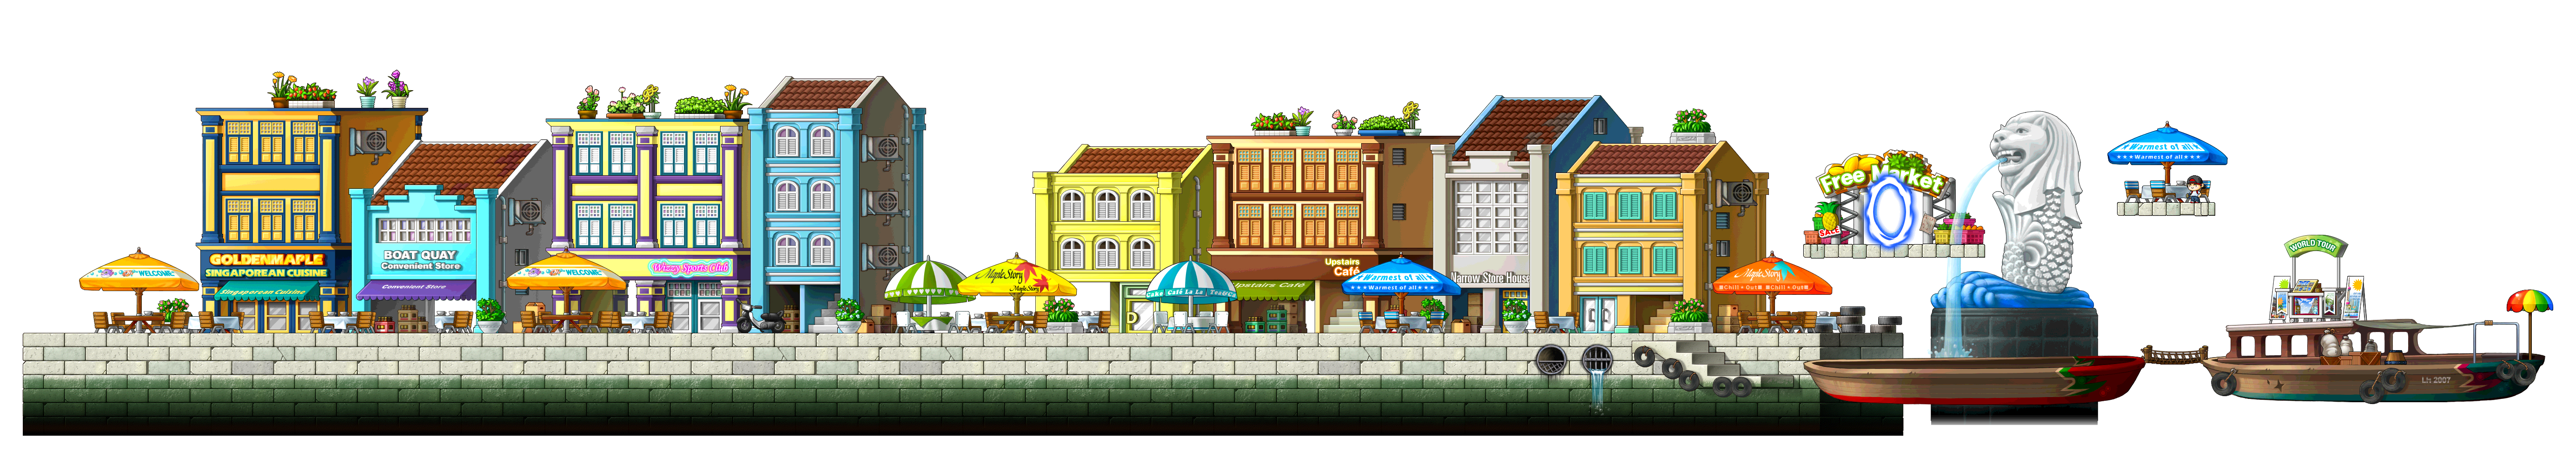 WELCOME
GOLDENMAPLE
SINGAPOREAN CUISINE
Singaporean Cuisine
BOAT QUAY
Convenient Store
Convenient Store
WELCOME
Wizzy Sports Club
MapleStory
MapleStory
Café La La
Upstairs
Café
Upstairs Café
★Warmest of all★
★★★Warmest of all★★★
Narrow Store House
MapleStory
Chill★Out
Chill★Out
Free Market
SALE
★Warmest of all★
★★★Warmest of all★★★
WORLD TOUR
L.H. 2007